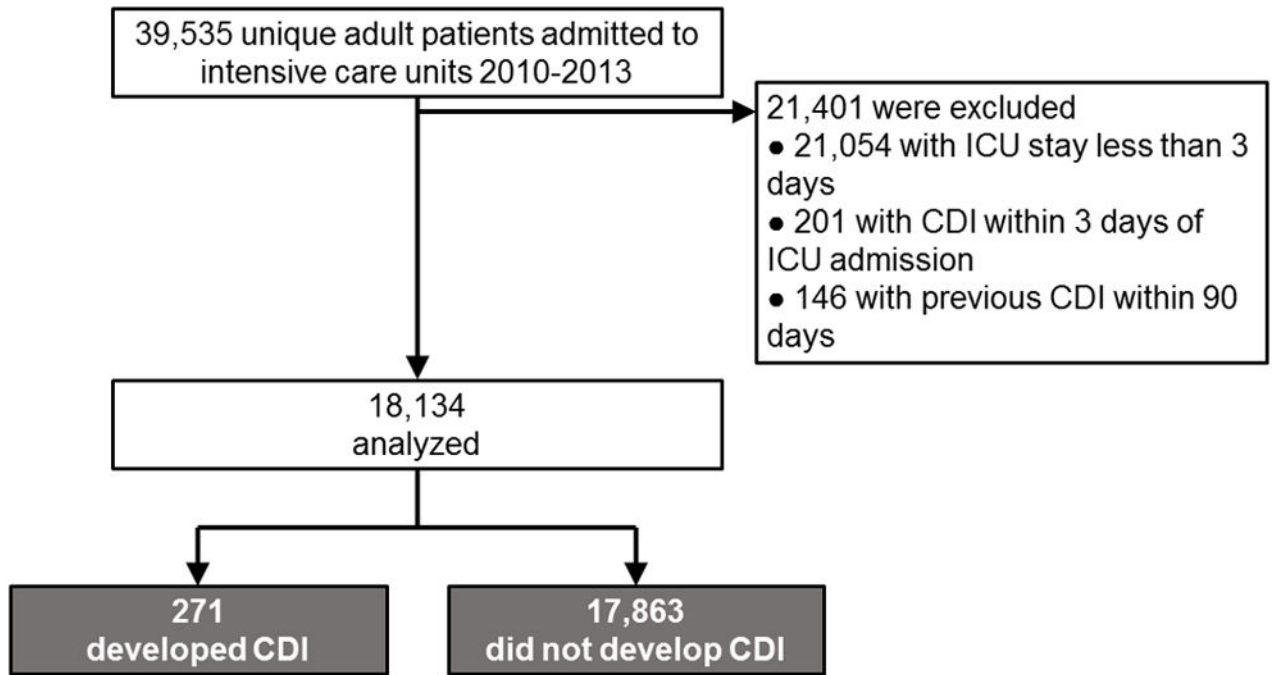 39,535 unique adult patients admitted to
intensive care units 2010-2013
21,401 were excluded
● 21,054 with ICU stay less than 3
days
● 201 with CDI within 3 days of
ICU admission
● 146 with previous CDI within 90
days
18,134
analyzed
271
developed CDI
17,863
did not develop CDI